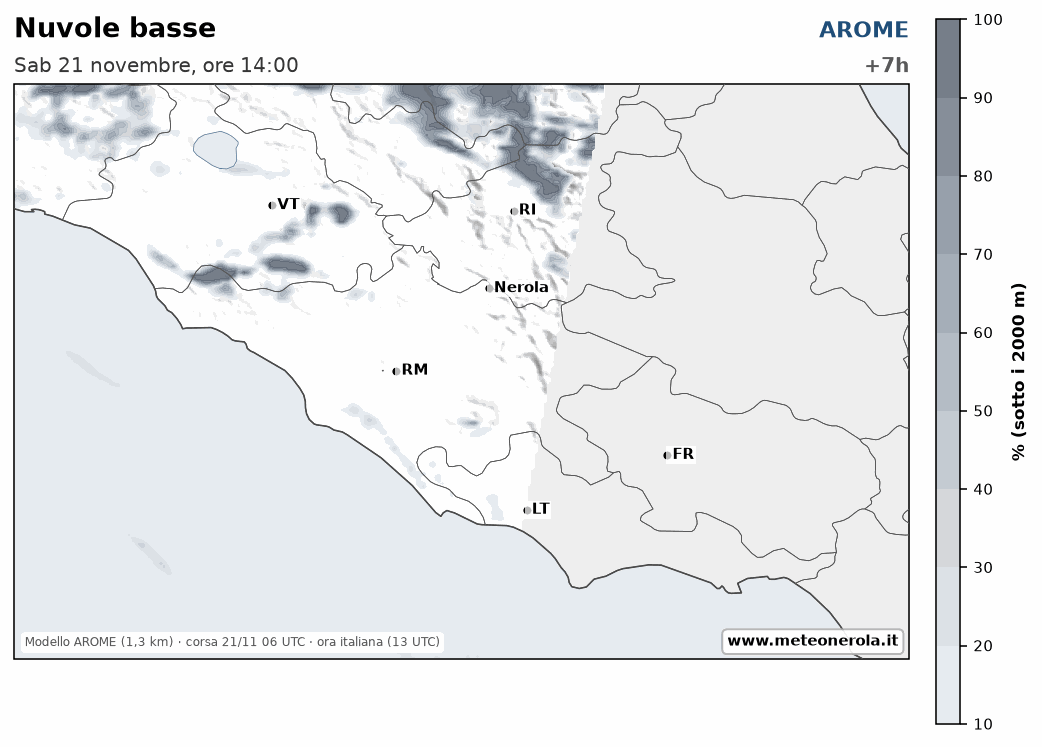 Nuvole basse
AROME
Sab 21 novembre, ore 14:00
+7h
VT
RI
Nerola
RM
FR
LT
Modello AROME (1,3 km) · corsa 21/11 06 UTC · ora italiana (13 UTC)
www.meteonerola.it
100
90
80
70
60
50
40
30
20
10
% (sotto i 2000 m)